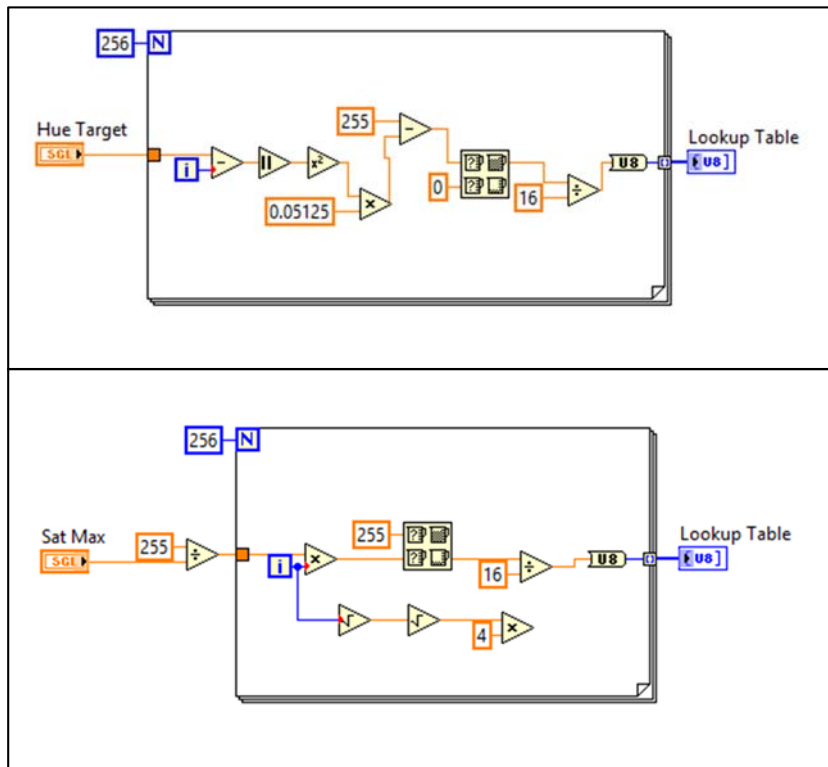 256 N
Hue Target
SGL
i
0.05125
255
0
16
U8
Lookup Table
U8]
256 N
Sat Max
SGL
255
i
255
16
4
U8
Lookup Table
U8]